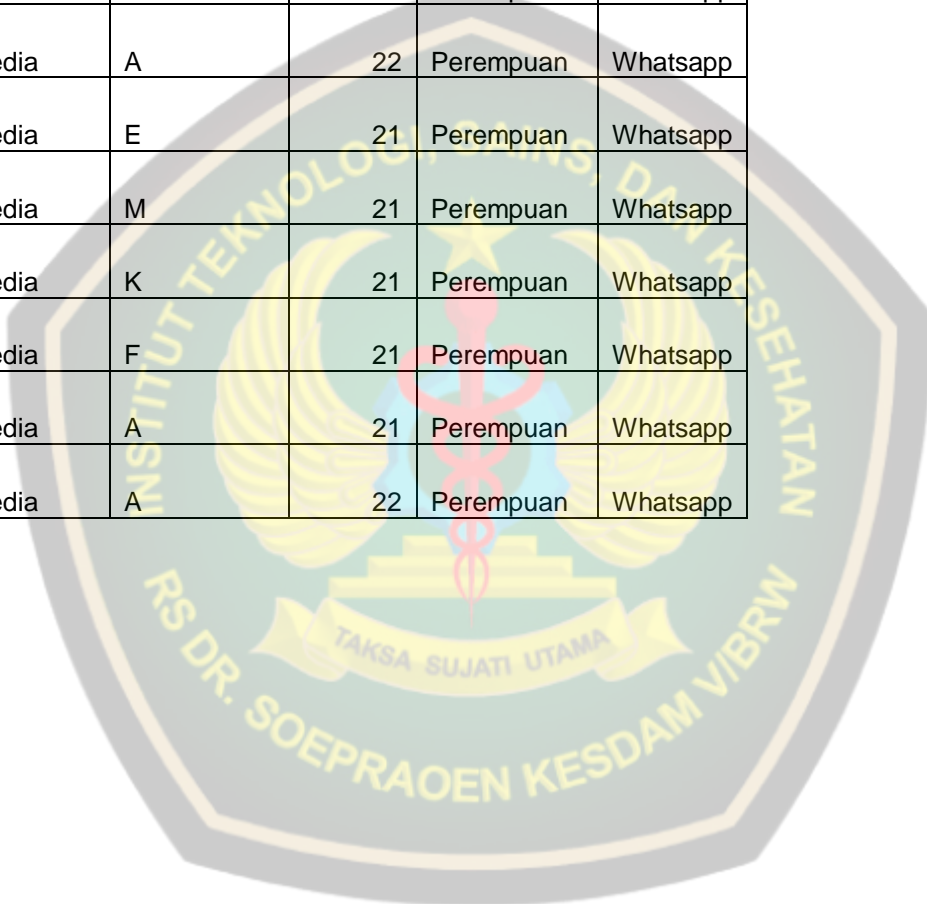 edia A 22 Perempuan Whatsapp
edia E 21 Perempuan Whatsapp
edia M 21 Perempuan Whatsapp
edia K 21 Perempuan Whatsapp
edia F 21 Perempuan Whatsapp
edia A 21 Perempuan Whatsapp
edia A 22 Perempuan Whatsapp
INSTITUT TEKNOLOGI, SAINS, DAN KESEHATAN
TAKSA SUJATI UTAMA
RS DR. SOEPRAOEN KESDAM V/BRW